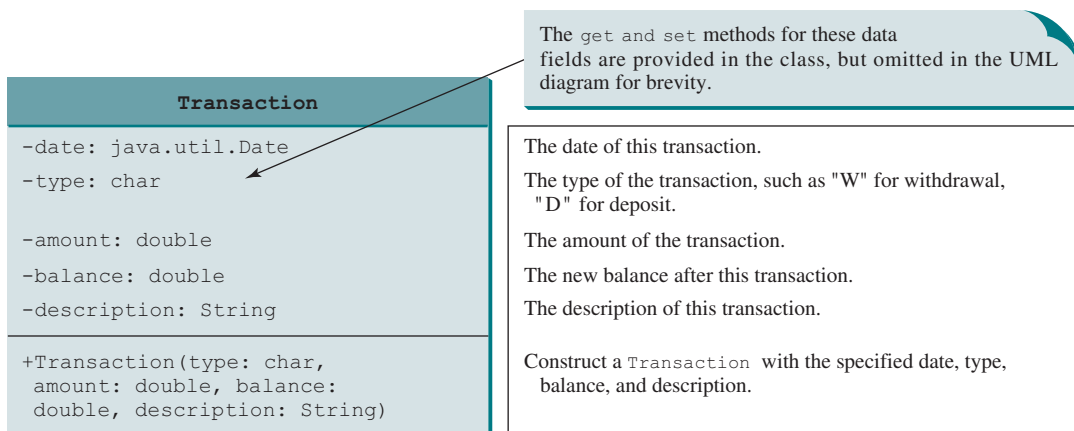 The get and set methods for these data
fields are provided in the class, but omitted in the UML
diagram for brevity.
Transaction
-date: java.util.Date
The date of this transaction.
-type: char
The type of the transaction, such as "W" for withdrawal,
"D" for deposit.
-amount: double
The amount of the transaction.
-balance: double
The new balance after this transaction.
-description: String
The description of this transaction.
+Transaction(type: char,
amount: double, balance:
double, description: String)
Construct a Transaction with the specified date, type,
balance, and description.